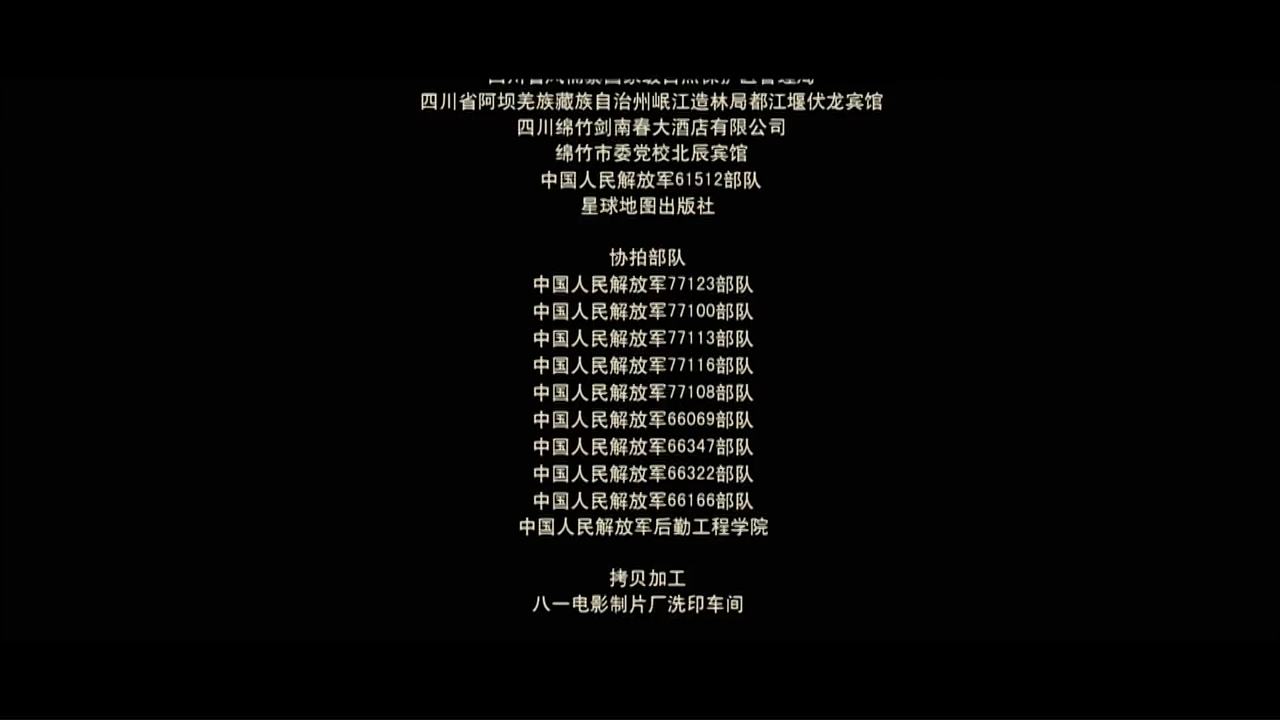 四川省阿坝羌族藏族自治州岷江造林局都江堰伏龙宾馆
四川绵竹剑南春大酒店有限公司
绵竹市委党校北辰宾馆
中国人民解放军61512部队
星球地图出版社
协拍部队
中国人民解放军77123部队
中国人民解放军77100部队
中国人民解放军77113部队
中国人民解放军77116部队
中国人民解放军77108部队
中国人民解放军66069部队
中国人民解放军66347部队
中国人民解放军66322部队
中国人民解放军66166部队
中国人民解放军后勤工程学院
拷贝加工
八一电影制片厂洗印车间